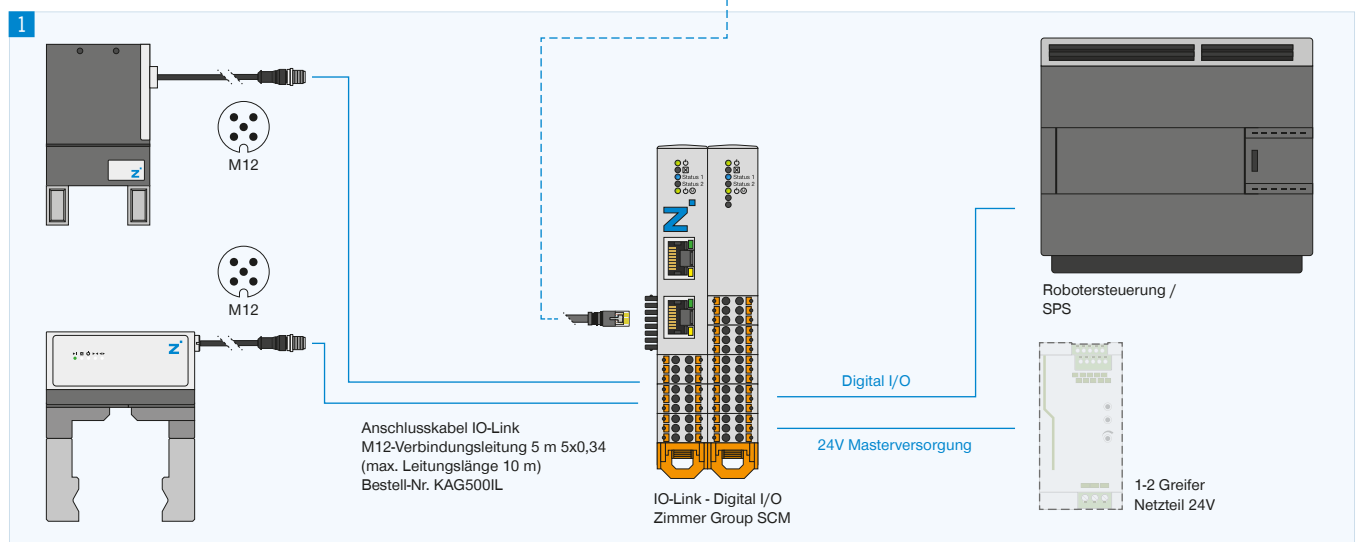 1
M12
M12
Status 1
Status 2
Status 1
Status 2
Anschlusskabel IO-Link
M12-Verbindungsleitung 5 m 5x0,34
(max. Leitungslänge 10 m)
Bestell-Nr. KAG500IL
IO-Link - Digital I/O
Zimmer Group SCM
Digital I/O
24V Masterversorgung
Robotersteuerung /
SPS
1-2 Greifer
Netzteil 24V